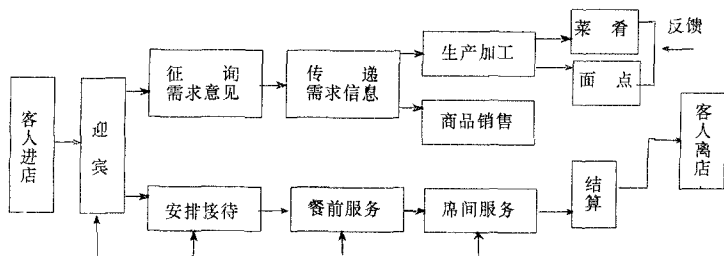 客人进店
迎宾
征询
需求意见
传递
需求信息
生产加工
菜肴
面点
反馈
商品销售
安排接待
餐前服务
席间服务
结算
客人离店